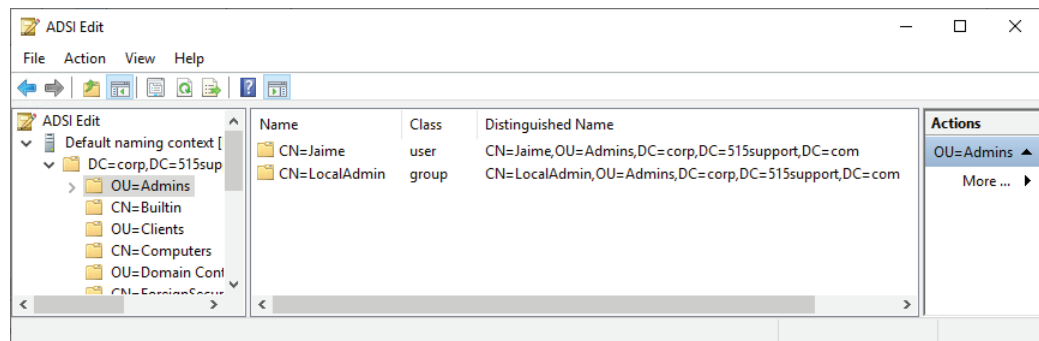 ADSI Edit
File Action View Help
ADSI Edit
Default naming context [
DC=corp,DC=515sup
OU=Admins
CN=Builtin
OU=Clients
CN=Computers
OU=Domain Cont
CN=ForeignSecur
Name Class Distinguished Name
CN=Jaime user CN=Jaime,OU=Admins,DC=corp,DC=515support,DC=com
CN=LocalAdmin group CN=LocalAdmin,OU=Admins,DC=corp,DC=515support,DC=com
Actions
OU=Admins
More ...